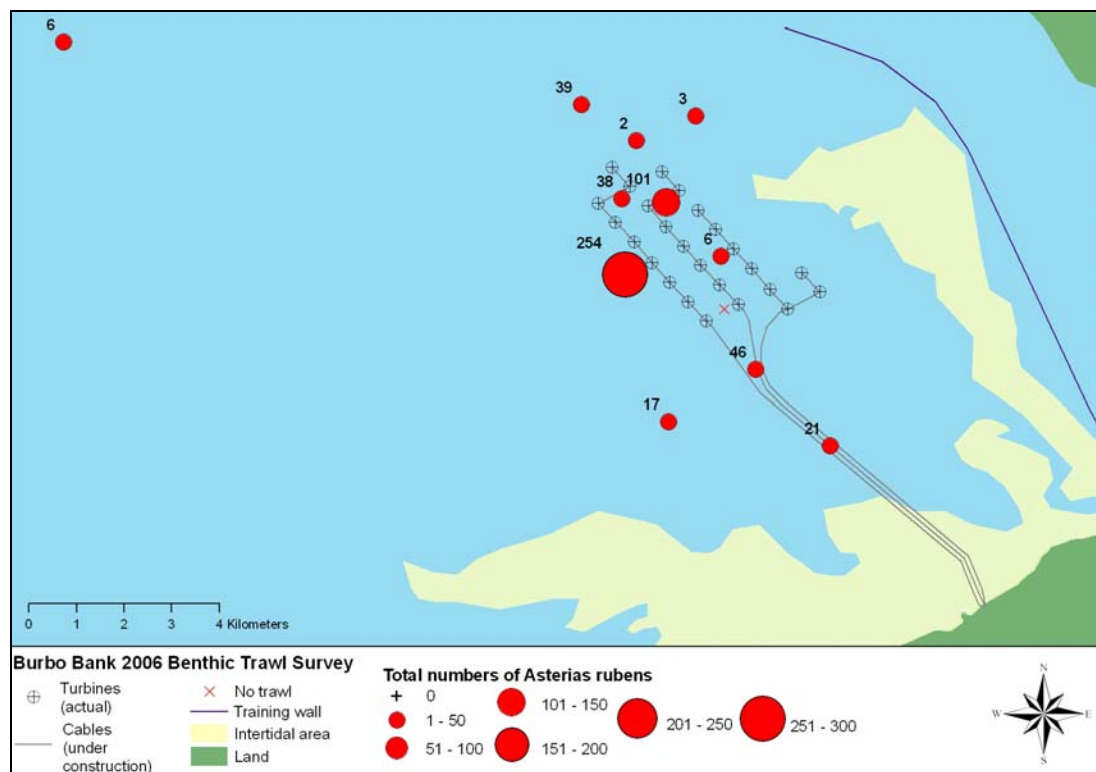 6
39
3
2
38 101
6
254
46
17
21
0 1 2 3 4 Kilometers
Burbo Bank 2006 Benthic Trawl Survey
Turbines
(actual)
Cables
(under
construction)
No trawl
Training wall
Intertidal area
Land
Total numbers of Asterias rubens
0
1 - 50
51 - 100
101 - 150
151 - 200
201 - 250
251 - 300
N
W E
S